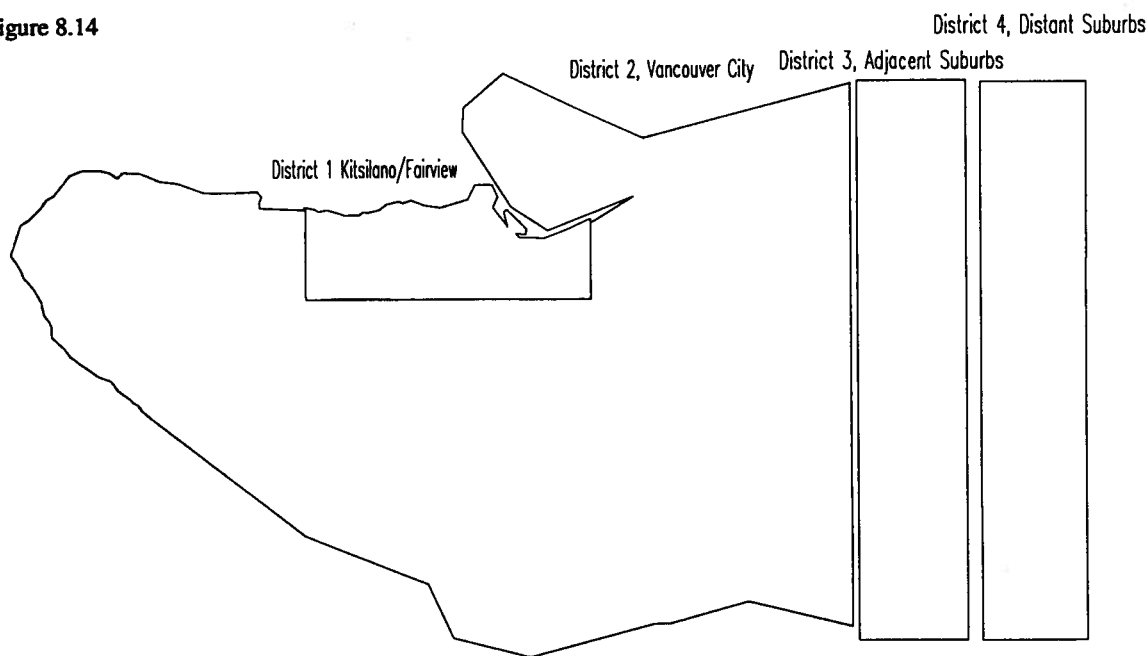 igure 8.14
District 4, Distant Suburbs
District 2, Vancouver City
District 3, Adjacent Suburbs
District 1 Kitsilano/Fairview